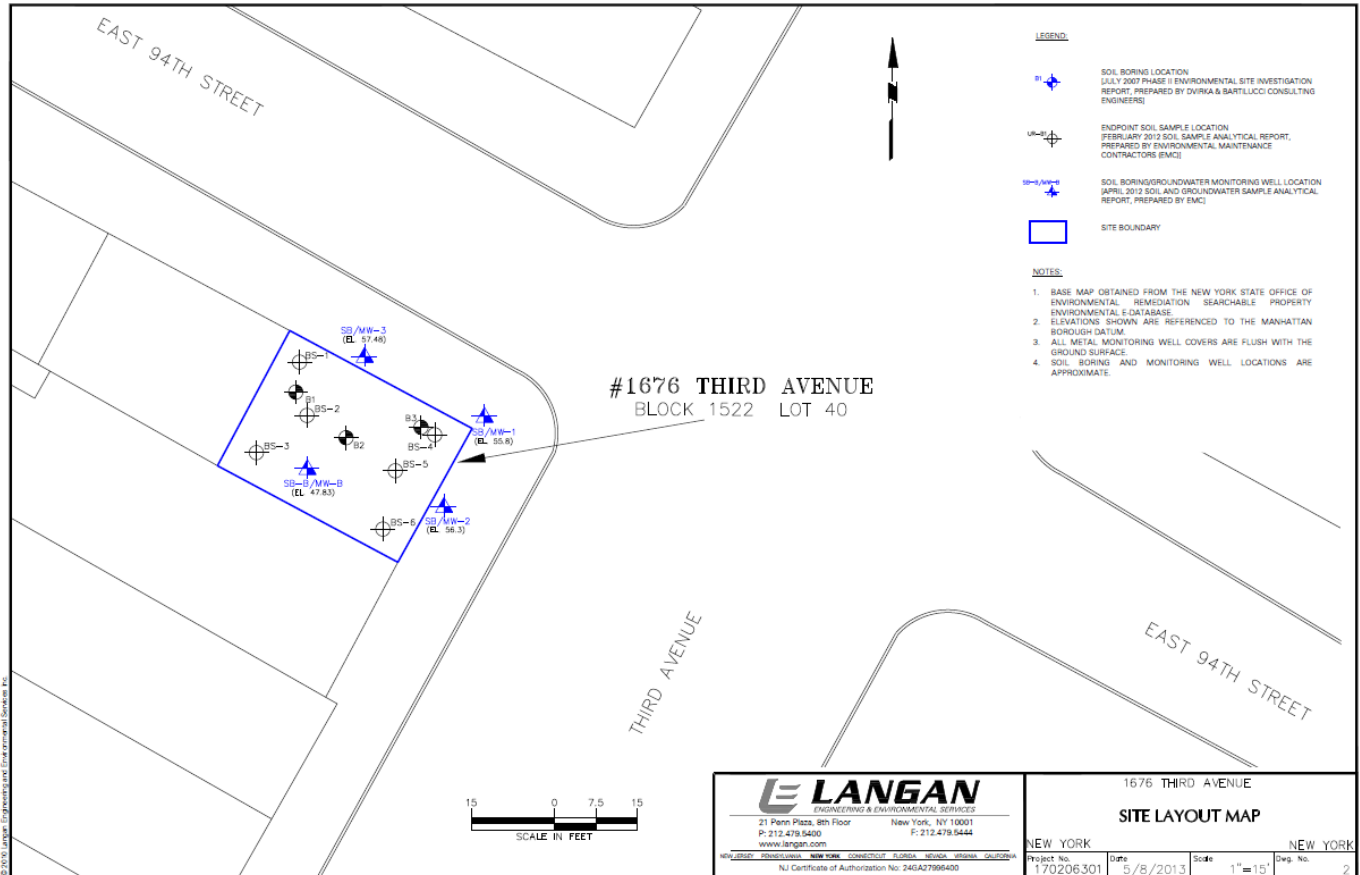 EAST 94TH STREET
LEGEND:
B1
SOIL BORING LOCATION
[JULY 2007 PHASE II ENVIRONMENTAL SITE INVESTIGATION
REPORT, PREPARED BY DVIRKA & BARTILUCCI CONSULTING
ENGINEERS]
UR-B1
ENDPOINT SOIL SAMPLE LOCATION
[FEBRUARY 2012 SOIL SAMPLE ANALYTICAL REPORT,
PREPARED BY ENVIRONMENTAL MAINTENANCE
CONTRACTORS (EMC)]
SB-B/MW-B
SOIL BORING/GROUNDWATER MONITORING WELL LOCATION
[APRIL 2012 SOIL AND GROUNDWATER SAMPLE ANALYTICAL
REPORT, PREPARED BY EMC]
SITE BOUNDARY
NOTES:
1. BASE MAP OBTAINED FROM THE NEW YORK STATE OFFICE OF
ENVIRONMENTAL REMEDIATION SEARCHABLE PROPERTY
ENVIRONMENTAL E-DATABASE.
2. ELEVATIONS SHOWN ARE REFERENCED TO THE MANHATTAN
BOROUGH DATUM.
3. ALL METAL MONITORING WELL COVERS ARE FLUSH WITH THE
GROUND SURFACE.
4. SOIL BORING AND MONITORING WELL LOCATIONS ARE
APPROXIMATE.
SB/MW-3
(EL 57.48)
BS-1
B1
BS-2
B3
BS-4
B2
BS-3
SB/MW-1
(EL 55.8)
BS-5
SB-B/MW-B
(EL 47.83)
BS-6
SB/MW-2
(EL 56.3)
#1676 THIRD AVENUE
BLOCK 1522 LOT 40
THIRD AVENUE
EAST 94TH STREET
15 0 7.5 15
SCALE IN FEET
© 2010 Langan Engineering and Environmental Services Inc.
LANGAN
ENGINEERING & ENVIRONMENTAL SERVICES
21 Penn Plaza, 8th Floor New York, NY 10001
P: 212.479.5400 F: 212.479.5444
www.langan.com
NEW JERSEY PENNSYLVANIA NEW YORK CONNECTICUT FLORIDA NEVADA VIRGINIA CALIFORNIA
NJ Certificate of Authorization No: 24GA27996400
1676 THIRD AVENUE
SITE LAYOUT MAP
NEW YORK NEW YORK
Project No. Date Scale Dwg. No.
170206301 5/8/2013 1"=15' 2